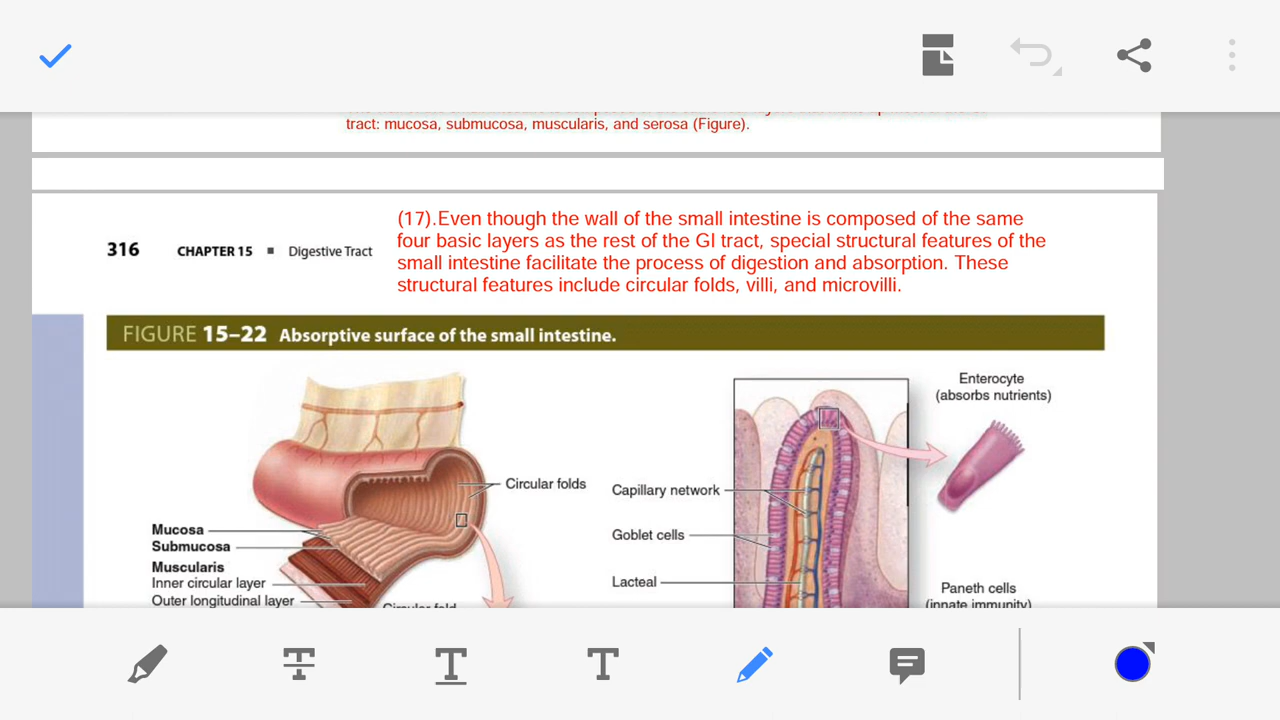 tract: mucosa, submucosa, muscularis, and serosa (Figure).
(17).Even though the wall of the small intestine is composed of the same
four basic layers as the rest of the GI tract, special structural features of the
small intestine facilitate the process of digestion and absorption. These
structural features include circular folds, villi, and microvilli.
316 CHAPTER 15 ■ Digestive Tract
FIGURE 15–22 Absorptive surface of the small intestine.
Enterocyte
(absorbs nutrients)
Circular folds
Capillary network
Mucosa
Goblet cells
Submucosa
Muscularis
Inner circular layer
Lacteal
Outer longitudinal layer
Paneth cells
(innate immunity)
Circular fold